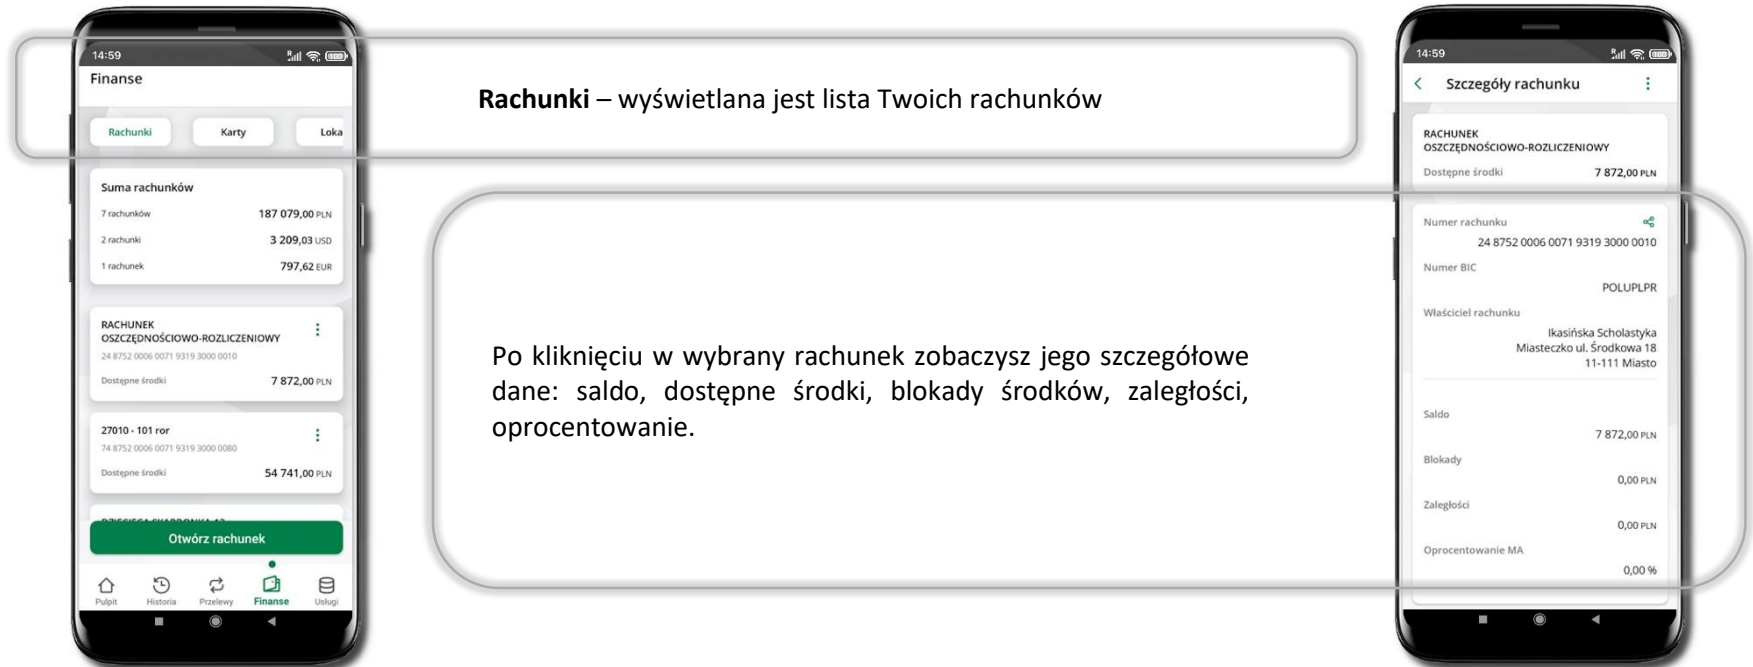 14:59
Finanse
Rachunki Karty Loka
Suma rachunków
7 rachunków 187 079,00 PLN
2 rachunki 3 209,03 USD
1 rachunek 797,62 EUR
RACHUNEK
OSZCZĘDNOŚCIOWO-ROZLICZENIOWY
24 8752 0006 0071 9319 3000 0010
Dostępne środki 7 872,00 PLN
27010 - 101 ror
74 8752 0006 0071 9319 3000 0080
Dostępne środki 54 741,00 PLN
Otwórz rachunek
Pulpit Historia Przelewy Finanse Usługi
Rachunki – wyświetlana jest lista Twoich rachunków
Po kliknięciu w wybrany rachunek zobaczysz jego szczegółowe
dane: saldo, dostępne środki, blokady środków, zaległości,
oprocentowanie.
14:59
Szczegóły rachunku
RACHUNEK
OSZCZĘDNOŚCIOWO-ROZLICZENIOWY
Dostępne środki 7 872,00 PLN
Numer rachunku
24 8752 0006 0071 9319 3000 0010
Numer BIC
POLUPLPR
Właściciel rachunku
Ikasińska Scholastyka
Miasteczko ul. Środkowa 18
11-111 Miasto
Saldo
7 872,00 PLN
Blokady
0,00 PLN
Zaległości
0,00 PLN
Oprocentowanie MA
0,00 %